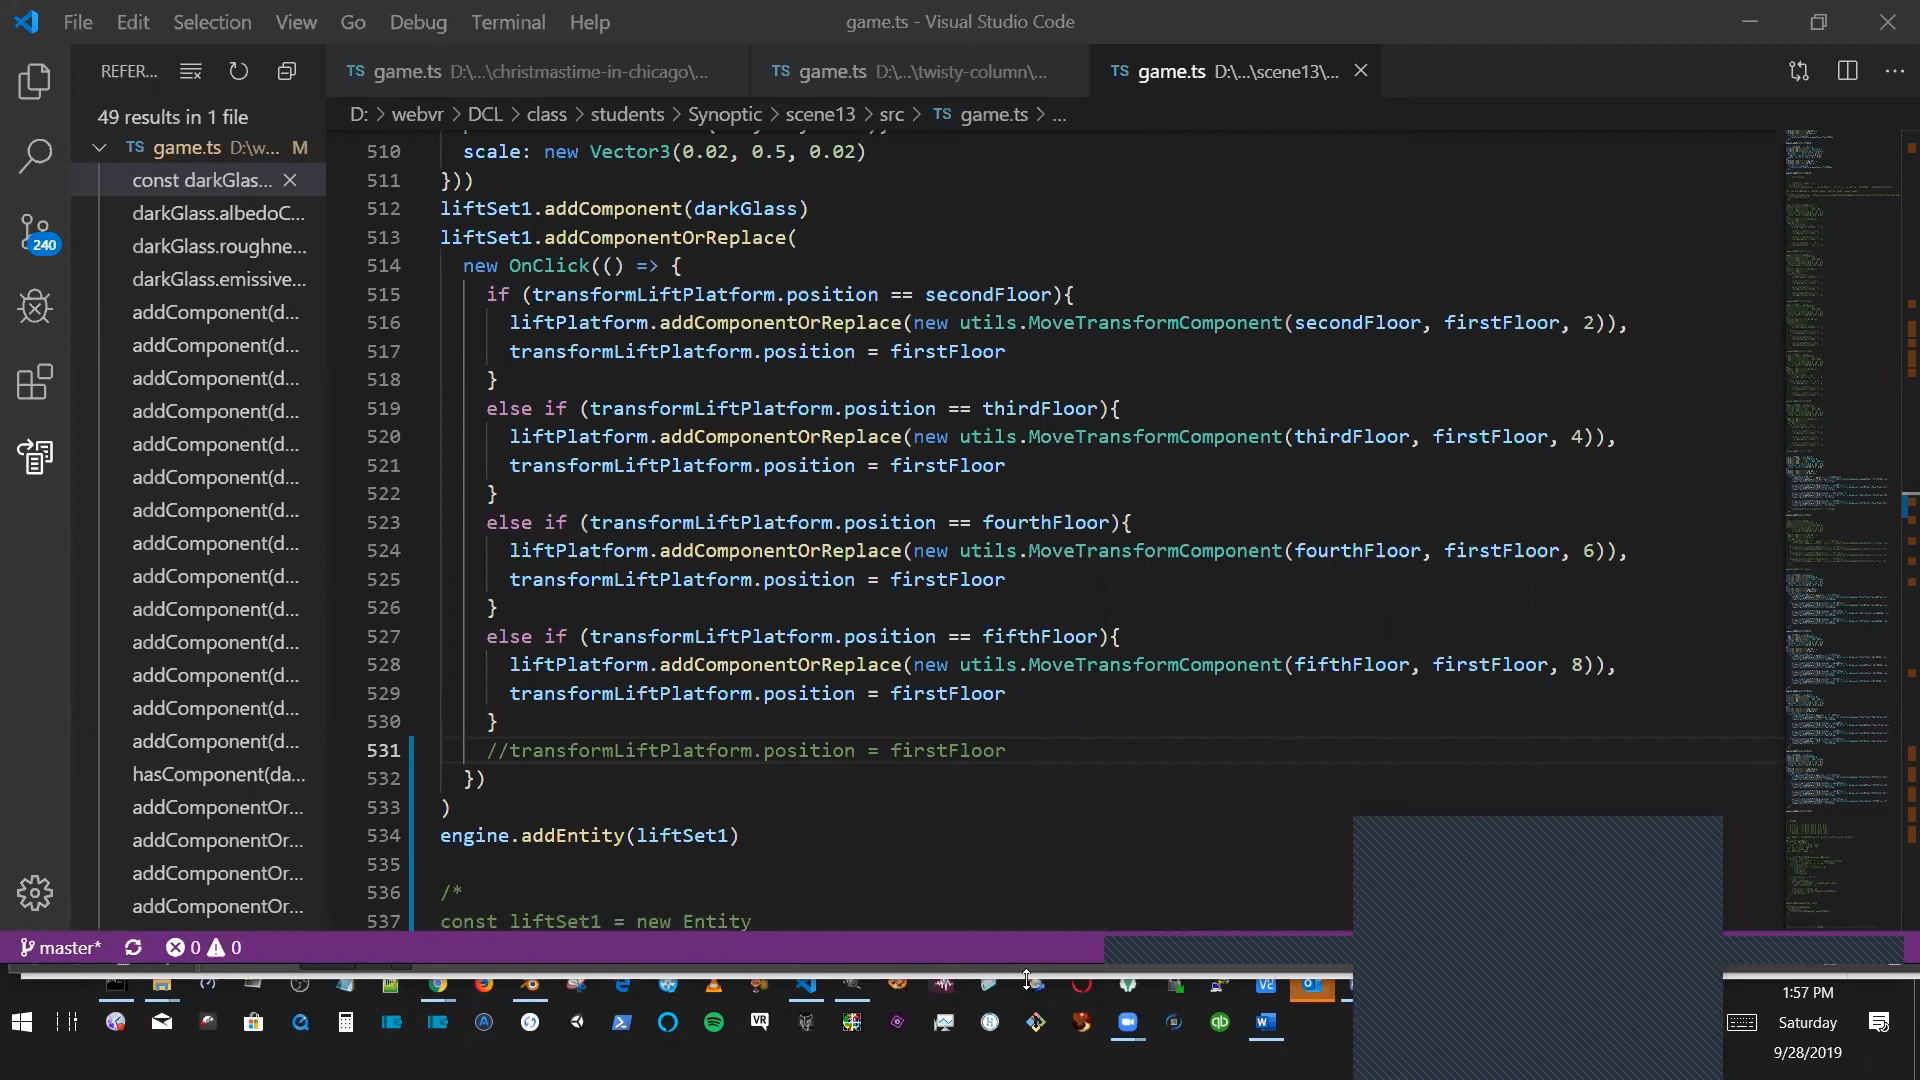 File Edit Selection View Go Debug Terminal Help
game.ts - Visual Studio Code
REFER...
TS game.ts D:\...\christmastime-in-chicago\...
TS game.ts D:\...\twisty-column\...
TS game.ts D:\...\scene13\...
49 results in 1 file
TS game.ts D:\w... M
const darkGlas...
darkGlass.albedoC...
darkGlass.roughne...
darkGlass.emissive...
addComponent(d...
addComponent(d...
addComponent(d...
addComponent(d...
addComponent(d...
addComponent(d...
addComponent(d...
addComponent(d...
addComponent(d...
addComponent(d...
addComponent(d...
addComponent(d...
addComponent(d...
addComponent(d...
hasComponent(da...
addComponentOr...
addComponentOr...
addComponentOr...
addComponentOr...
240
D: > webvr > DCL > class > students > Synoptic > scene13 > src > TS game.ts > ...
510 scale: new Vector3(0.02, 0.5, 0.02)
511 }))
512 liftSet1.addComponent(darkGlass)
513 liftSet1.addComponentOrReplace(
514 new OnClick(() => {
515 if (transformLiftPlatform.position == secondFloor){
516 liftPlatform.addComponentOrReplace(new utils.MoveTransformComponent(secondFloor, firstFloor, 2)),
517 transformLiftPlatform.position = firstFloor
518 }
519 else if (transformLiftPlatform.position == thirdFloor){
520 liftPlatform.addComponentOrReplace(new utils.MoveTransformComponent(thirdFloor, firstFloor, 4)),
521 transformLiftPlatform.position = firstFloor
522 }
523 else if (transformLiftPlatform.position == fourthFloor){
524 liftPlatform.addComponentOrReplace(new utils.MoveTransformComponent(fourthFloor, firstFloor, 6)),
525 transformLiftPlatform.position = firstFloor
526 }
527 else if (transformLiftPlatform.position == fifthFloor){
528 liftPlatform.addComponentOrReplace(new utils.MoveTransformComponent(fifthFloor, firstFloor, 8)),
529 transformLiftPlatform.position = firstFloor
530 }
531 //transformLiftPlatform.position = firstFloor
532 })
533 )
534 engine.addEntity(liftSet1)
535
536 /*
537 const liftSet1 = new Entity
master* 0 0
VR
1:57 PM
Saturday
9/28/2019